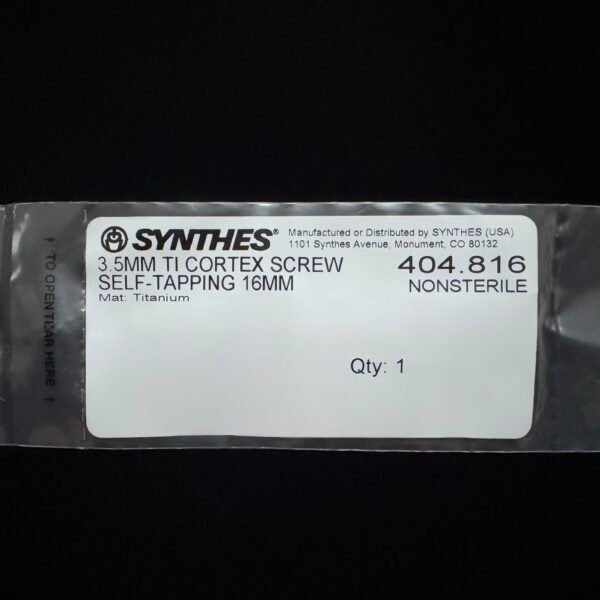 SYNTHES®
Manufactured or Distributed by SYNTHES (USA)
1101 Synthes Avenue, Monument, CO 80132
3.5MM TI CORTEX SCREW
404.816
SELF-TAPPING 16MM
NONSTERILE
Mat: Titanium
Qty: 1
TO OPEN TEAR HERE